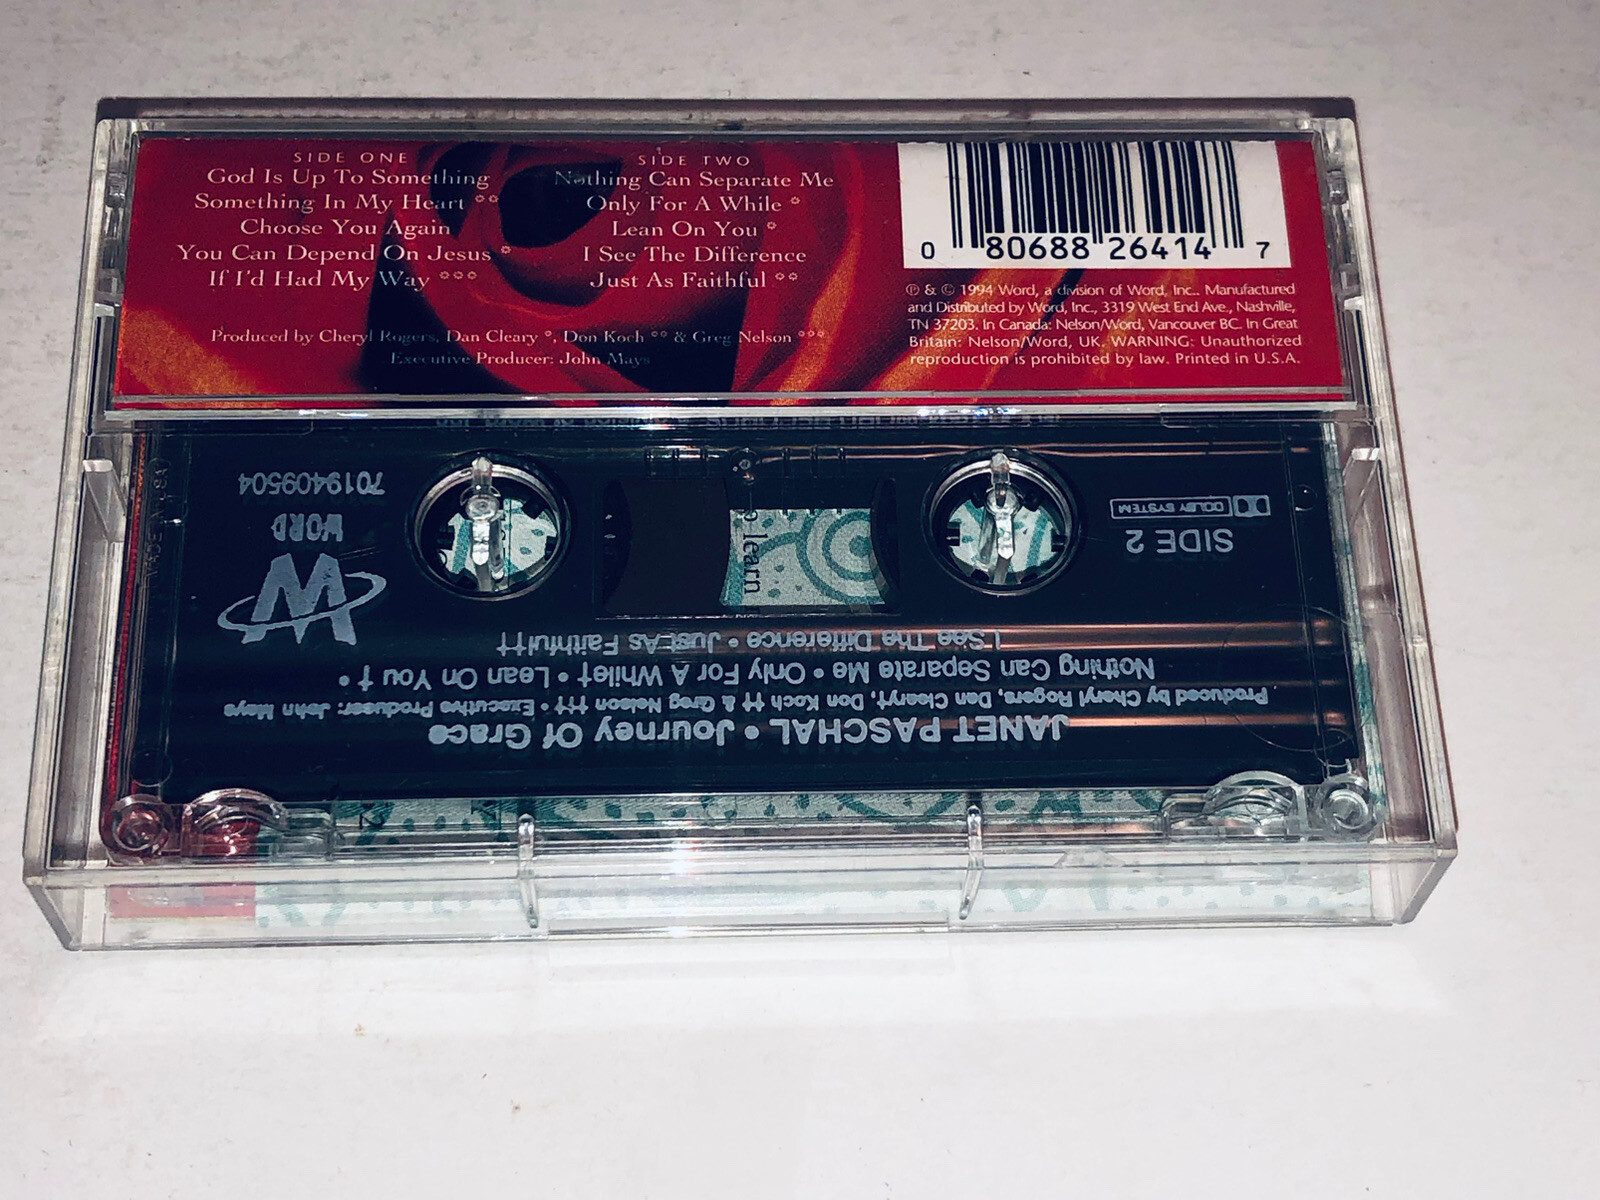 SIDE ONE
God Is Up To Something
Something In My Heart °°
Choose You Again
You Can Depend On Jesus °
If I'd Had My Way °°°
SIDE TWO
Nothing Can Separate Me
Only For A While °
Lean On You °
I See The Difference
Just As Faithful °°
Produced by Cheryl Rogers, Dan Cleary °, Don Koch °° & Greg Nelson °°°
Executive Producer: John Mays
0 80688 26414 7
℗ & © 1994 Word, a division of Word, Inc.. Manufactured
and Distributed by Word, Inc., 3319 West End Ave., Nashville,
TN 37203. In Canada: Nelson/Word, Vancouver BC. In Great
Britain: Nelson/Word, UK. WARNING: Unauthorized
reproduction is prohibited by law. Printed in U.S.A.
JANET PASCHAL • Journey Of Grace
Produced by Cheryl Rogers, Dan Cleary†, Don Koch †† & Greg Nelson ††† • Executive Producer: John Mays
Nothing Can Separate Me • Only For A While† • Lean On You † •
I See The Difference • Just As Faithful††
SIDE 2
DOLBY SYSTEM
W
WORD
7019409504
learn